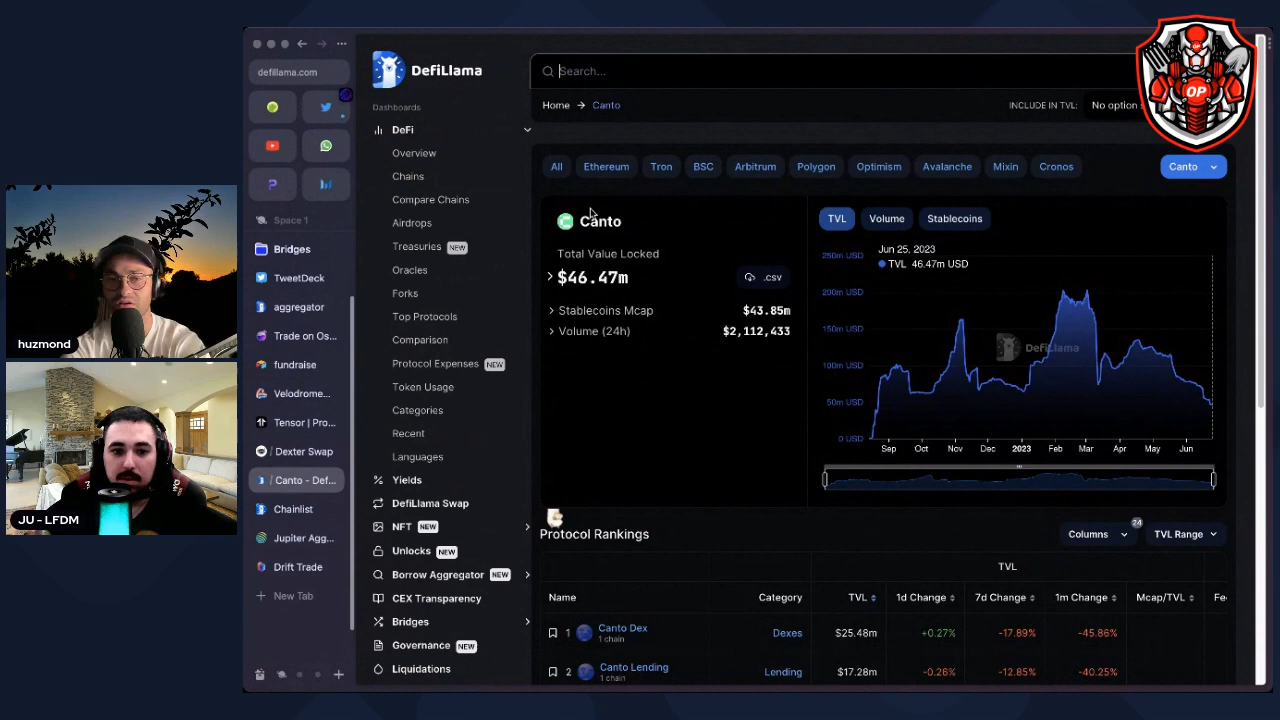 defillama.com
Space 1
Bridges
TweetDeck
aggregator
Trade on Os...
fundraise
Velodrome...
Tensor | Pro...
/ Dexter Swap
/ Canto - Def...
Chainlist
Jupiter Agg...
Drift Trade
+ New Tab
DefiLlama
Dashboards
DeFi
Overview
Chains
Compare Chains
Airdrops
Treasuries NEW
Oracles
Forks
Top Protocols
Comparison
Protocol Expenses NEW
Token Usage
Categories
Recent
Languages
Yields
DefiLlama Swap
NFT NEW
Unlocks NEW
Borrow Aggregator NEW
CEX Transparency
Bridges
Governance NEW
Liquidations
Search...
Home → Canto
INCLUDE IN TVL: No option s
OP
All Ethereum Tron BSC Arbitrum Polygon Optimism Avalanche Mixin Cronos Canto
Canto
Total Value Locked
$46.47m
.csv
Stablecoins Mcap $43.85m
Volume (24h) $2,112,433
TVL Volume Stablecoins
Jun 25, 2023
TVL 46.47m USD
250m USD
200m USD
150m USD
100m USD
50m USD
0 USD
DefiLlama
Sep Oct Nov Dec 2023 Feb Mar Apr May Jun
Protocol Rankings
Columns 24 TVL Range
TVL
Name Category TVL 1d Change 7d Change 1m Change Mcap/TVL Fe
1 Canto Dex Dexes $25.48m +0.27% -17.89% -45.86%
1 chain
2 Canto Lending Lending $17.28m -0.26% -12.85% -40.25%
1 chain
huzmond
JU - LFDM